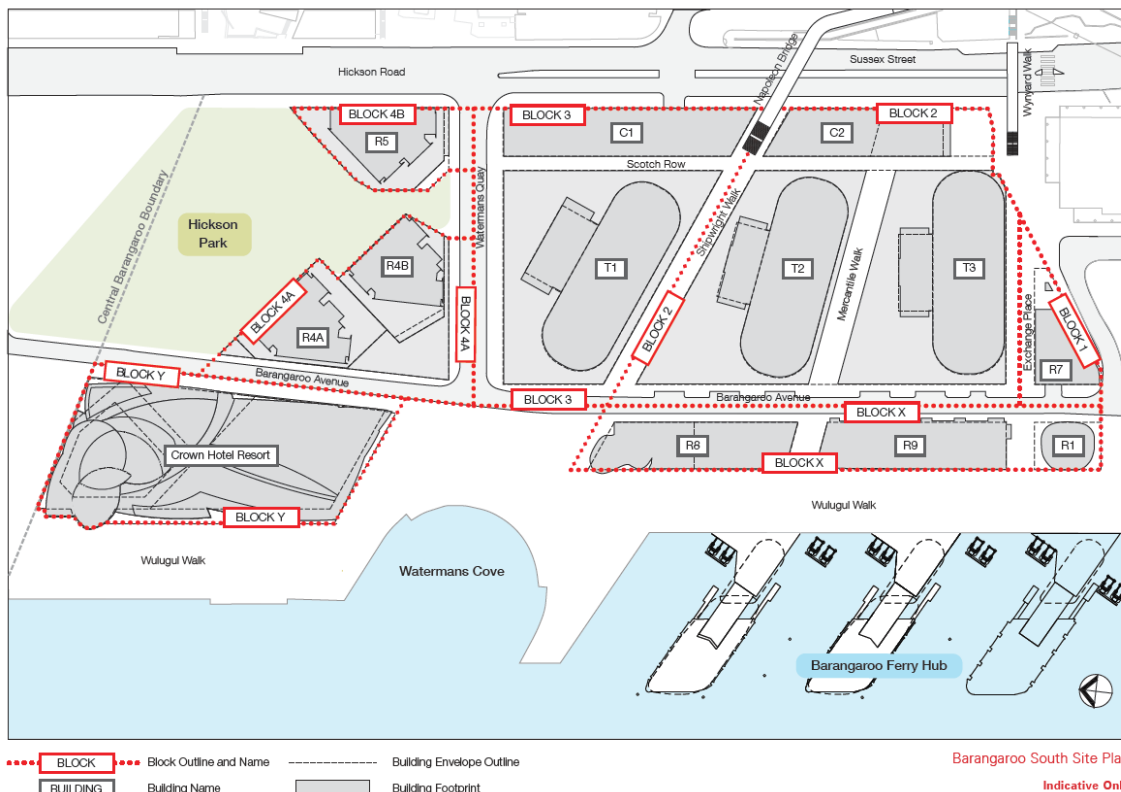 Hickson Road
Sussex Street
Napoleon Bridge
Wynyard Walk
BLOCK 4B
R5
BLOCK 3
C1
C2
BLOCK 2
Scotch Row
Central Barangaroo Boundary
Hickson
Park
Watermans Quay
R4B
BLOCK 4A
R4A
BLOCK 4A
T1
Shipwright Walk
BLOCK 2
T2
Mercantile Walk
T3
Exchange Place
BLOCK 1
R7
BLOCK Y
Barangaroo Avenue
BLOCK 3
Barangaroo Avenue
BLOCK X
Crown Hotel Resort
R8
R9
R1
BLOCK X
BLOCK Y
Wulugul Walk
Wulugul Walk
Watermans Cove
Barangaroo Ferry Hub
BLOCK
Block Outline and Name
Building Envelope Outline
BUILDING
Building Name
Building Footprint
Barangaroo South Site Pla
Indicative Onl